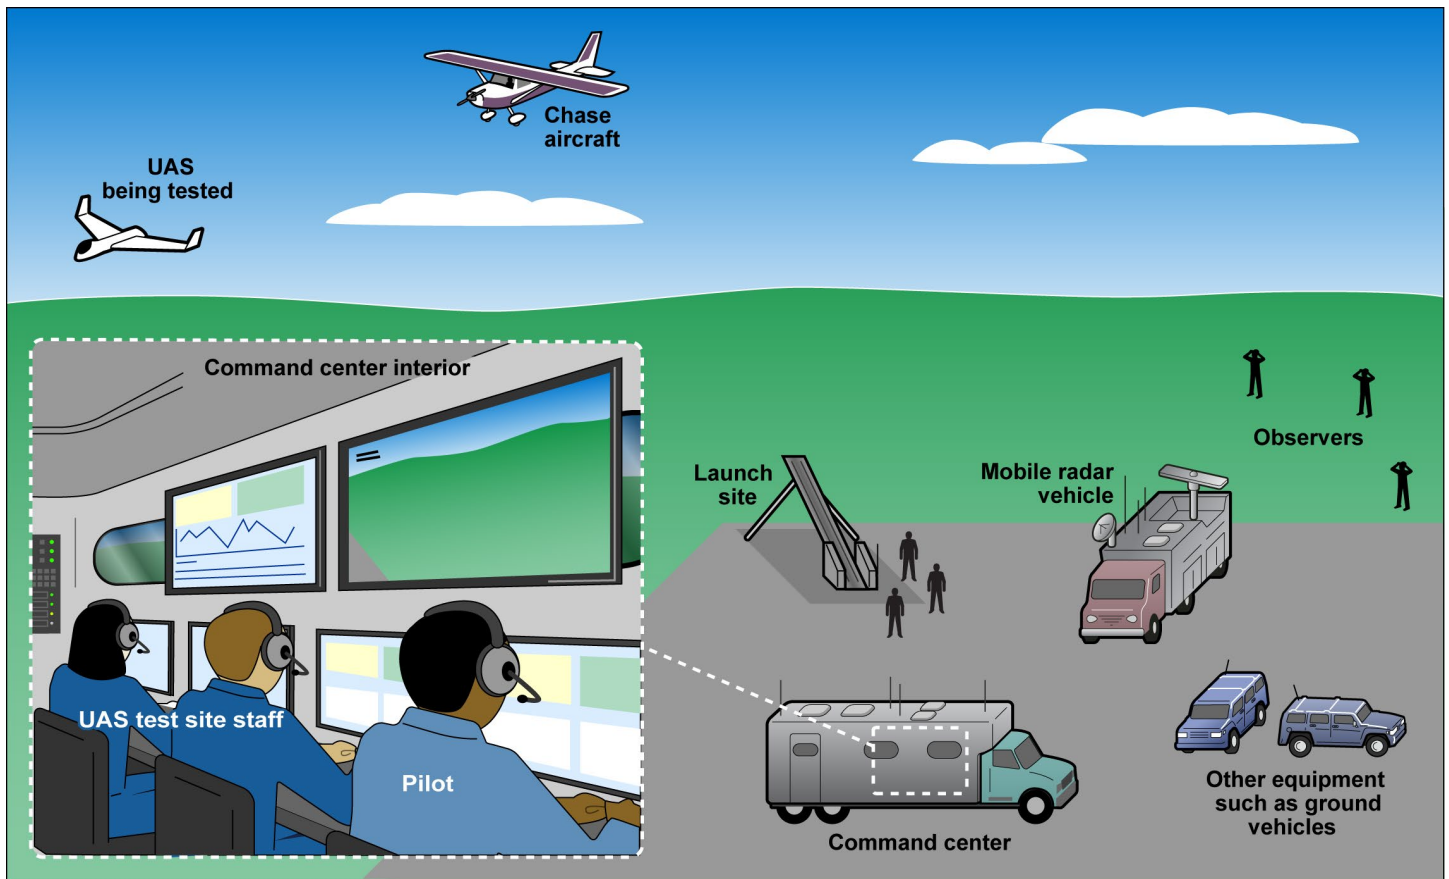 Chase
aircraft
UAS
being tested
Command center interior
Observers
Launch
site
Mobile radar
vehicle
UAS test site staff
Pilot
Other equipment
such as ground
vehicles
Command center